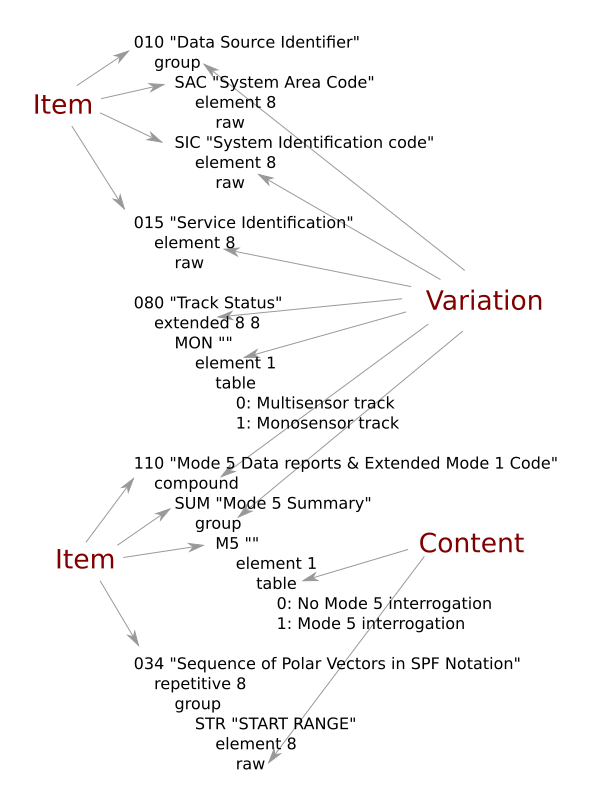 010 "Data Source Identifier"
group
Item
SAC "System Area Code"
element 8
raw
SIC "System Identification code"
element 8
raw
015 "Service Identification"
element 8
raw
Variation
080 "Track Status"
extended 8 8
MON ""
element 1
table
0: Multisensor track
1: Monosensor track
110 "Mode 5 Data reports & Extended Mode 1 Code"
compound
SUM "Mode 5 Summary"
group
M5 ""
Content
Item
element 1
table
0: No Mode 5 interrogation
1: Mode 5 interrogation
034 "Sequence of Polar Vectors in SPF Notation"
repetitive 8
group
STR "START RANGE"
element 8
raw